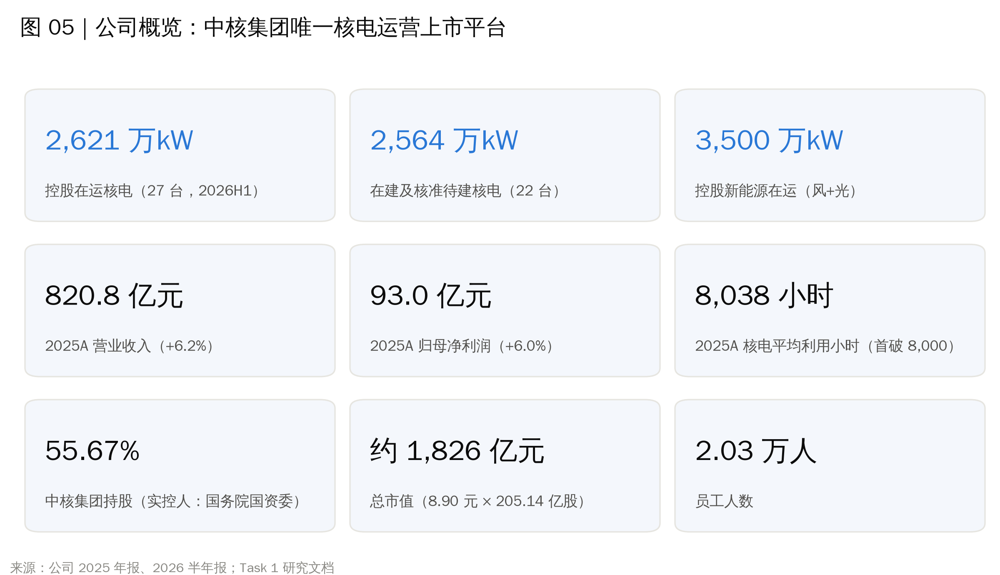 图 05｜公司概览：中核集团唯一核电运营上市平台
2,621 万kW
控股在运核电（27 台，2026H1）
2,564 万kW
在建及核准待建核电（22 台）
3,500 万kW
控股新能源在运（风+光）
820.8 亿元
2025A 营业收入（+6.2%）
93.0 亿元
2025A 归母净利润（+6.0%）
8,038 小时
2025A 核电平均利用小时（首破 8,000）
55.67%
中核集团持股（实控人：国务院国资委）
约 1,826 亿元
总市值（8.90 元 × 205.14 亿股）
2.03 万人
员工人数
来源：公司 2025 年报、2026 半年报；Task 1 研究文档